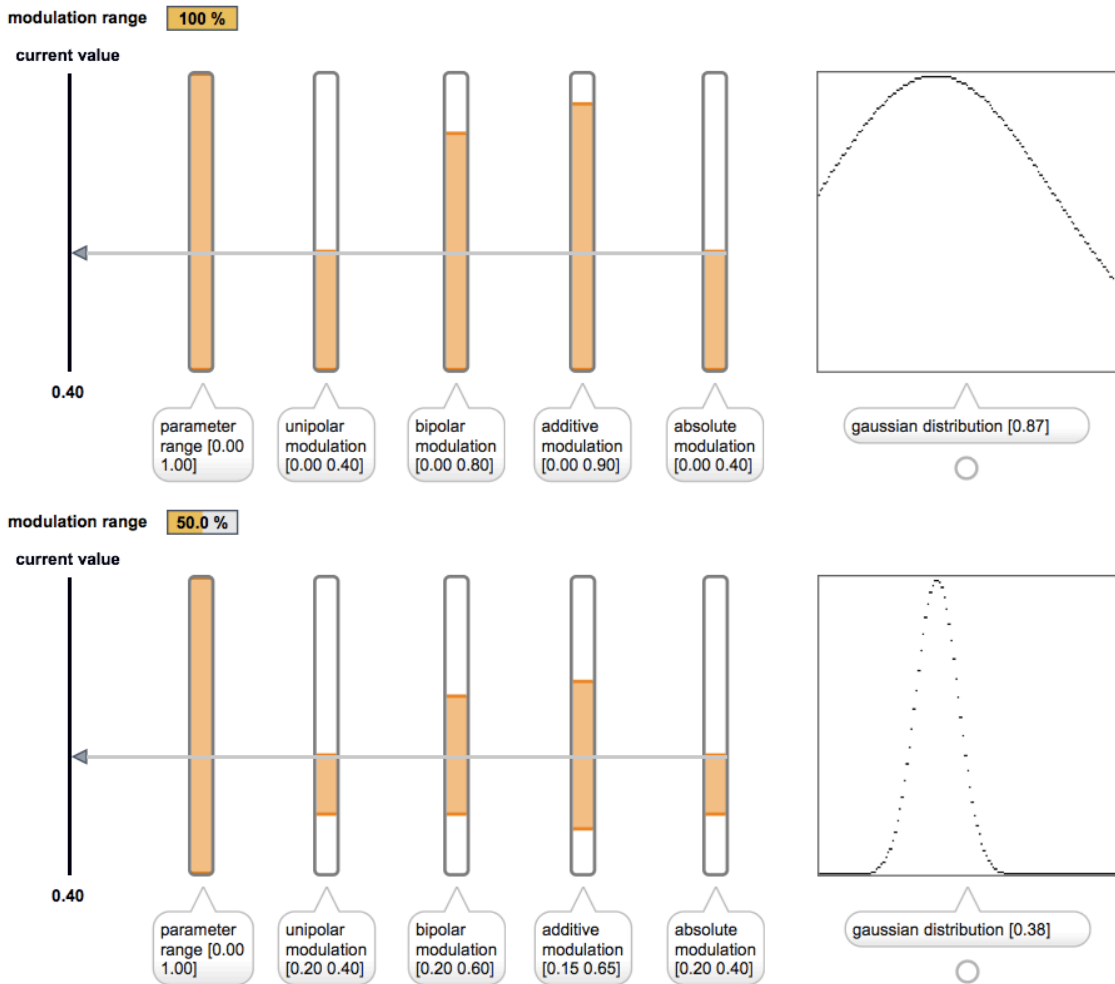 modulation range 100 %
current value
0.40
parameter
range [0.00
1.00]
unipolar
modulation
[0.00 0.40]
bipolar
modulation
[0.00 0.80]
additive
modulation
[0.00 0.90]
absolute
modulation
[0.00 0.40]
gaussian distribution [0.87]
modulation range 50.0 %
current value
0.40
parameter
range [0.00
1.00]
unipolar
modulation
[0.20 0.40]
bipolar
modulation
[0.20 0.60]
additive
modulation
[0.15 0.65]
absolute
modulation
[0.20 0.40]
gaussian distribution [0.38]